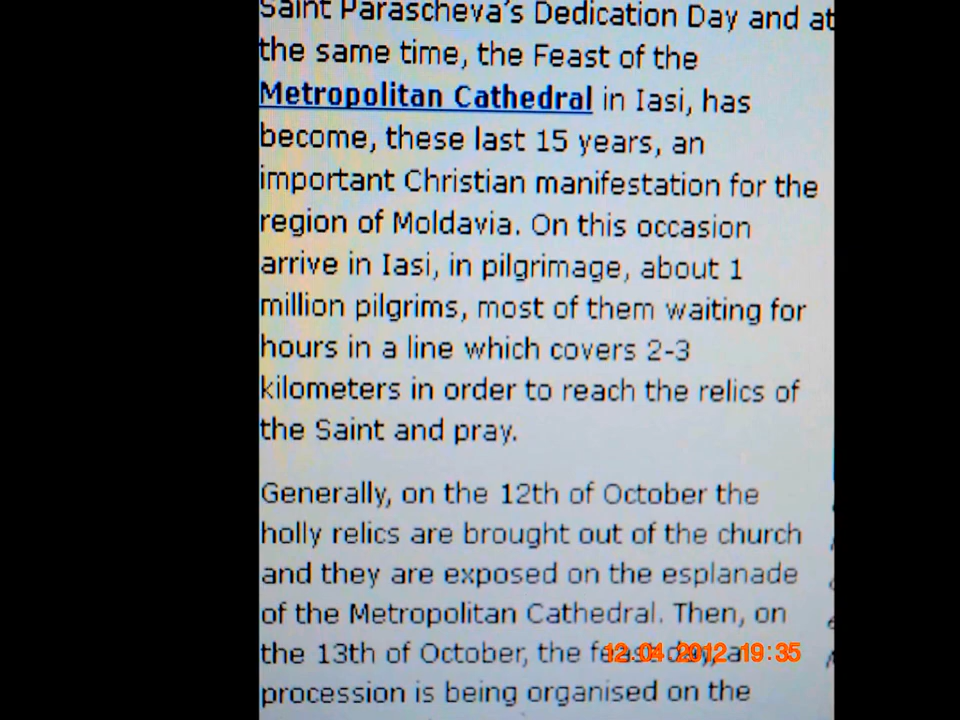 Saint Parascheva's Dedication Day and at
the same time, the Feast of the
Metropolitan Cathedral in Iasi, has
become, these last 15 years, an
important Christian manifestation for the
region of Moldavia. On this occasion
arrive in Iasi, in pilgrimage, about 1
million pilgrims, most of them waiting for
hours in a line which covers 2-3
kilometers in order to reach the relics of
the Saint and pray.
Generally, on the 12th of October the
holly relics are brought out of the church
and they are exposed on the esplanade
of the Metropolitan Cathedral. Then, on
the 13th of October, the feast day, a
12.04.2012 19:35
procession is being organised on the